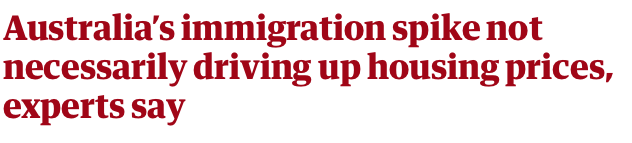 Australia’s immigration spike not
necessarily driving up housing prices,
experts say